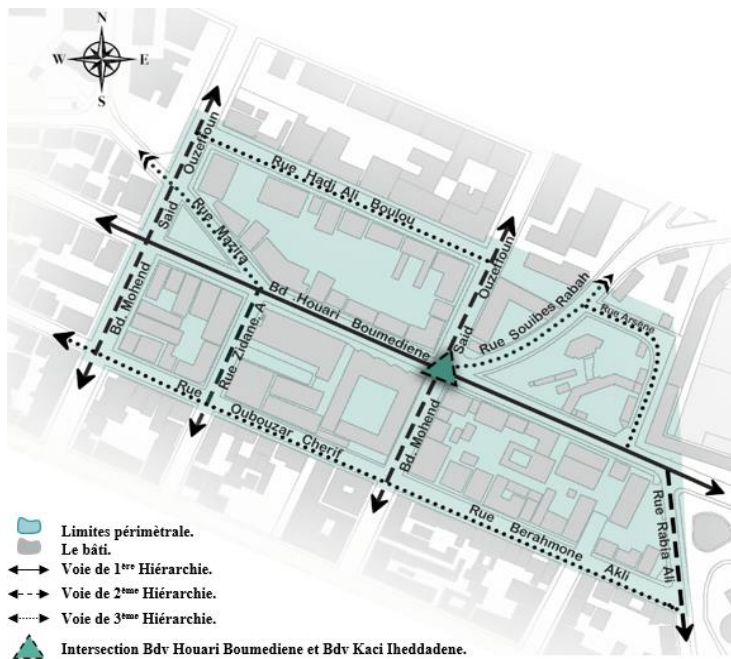 N
W E
S
Ouzeffoun
Said
Bd. Mohend
Rue Hadj Ali Boulou
Rue Mazira
Bd .Houari Boumediene
Ouzeffoun
Said
Bd. Mohend
Rue Soulbes Rabah
Rue Arsene
Rue Zidane A
Rue Oubouzar Cherif
Rue Berahmone Akli
Rue Rabia Ali
Limites périmètrale.
Le bâti.
Voie de 1ère Hiérarchie.
Voie de 2ème Hiérarchie.
Voie de 3ème Hiérarchie.
Intersection Bdv Houari Boumediene et Bdv Kaci Iheddadene.